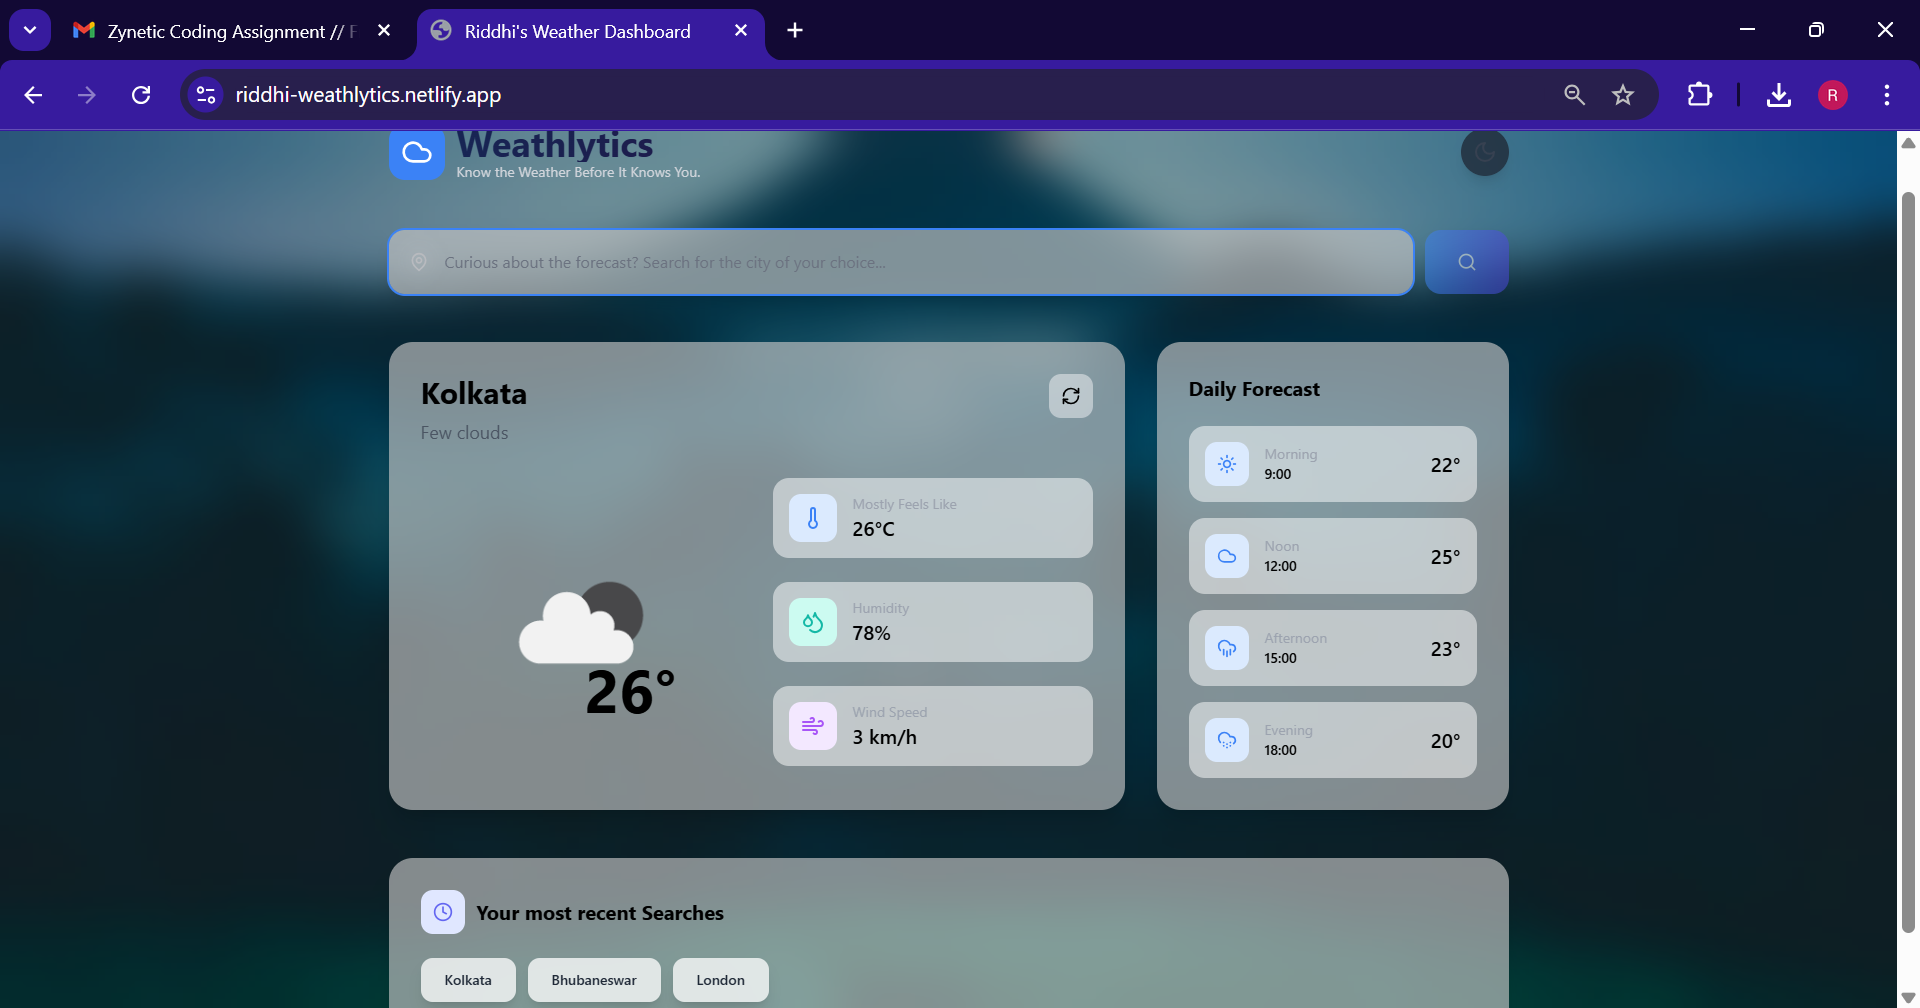 Zynetic Coding Assignment // F
Riddhi's Weather Dashboard
riddhi-weathlytics.netlify.app
R
Weathlytics
Know the Weather Before It Knows You.
Curious about the forecast? Search for the city of your choice...
Kolkata
Few clouds
26°
Mostly Feels Like
26°C
Humidity
78%
Wind Speed
3 km/h
Daily Forecast
Morning
9:00
22°
Noon
12:00
25°
Afternoon
15:00
23°
Evening
18:00
20°
Your most recent Searches
Kolkata
Bhubaneswar
London